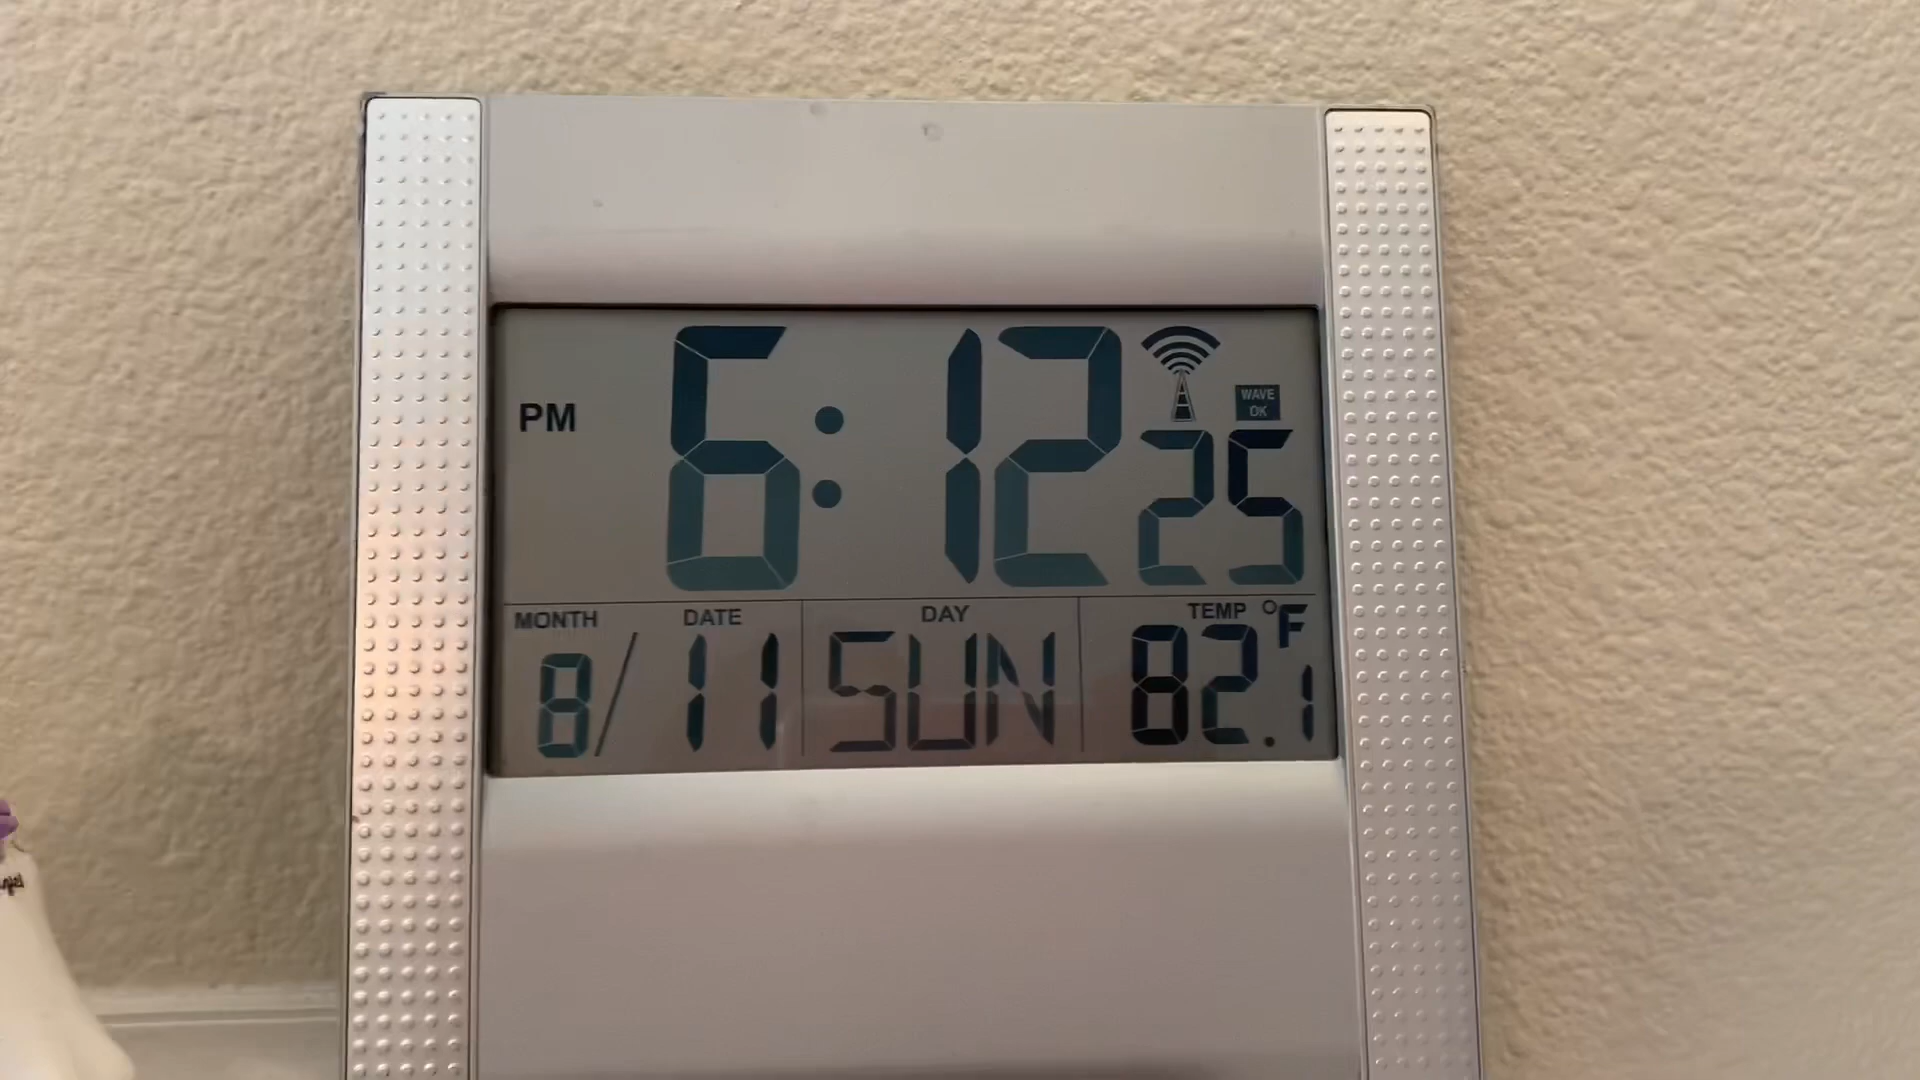 PM 6:12 25
WAVE
OK
MONTH DATE DAY TEMP °F
8/11 SUN 82.1